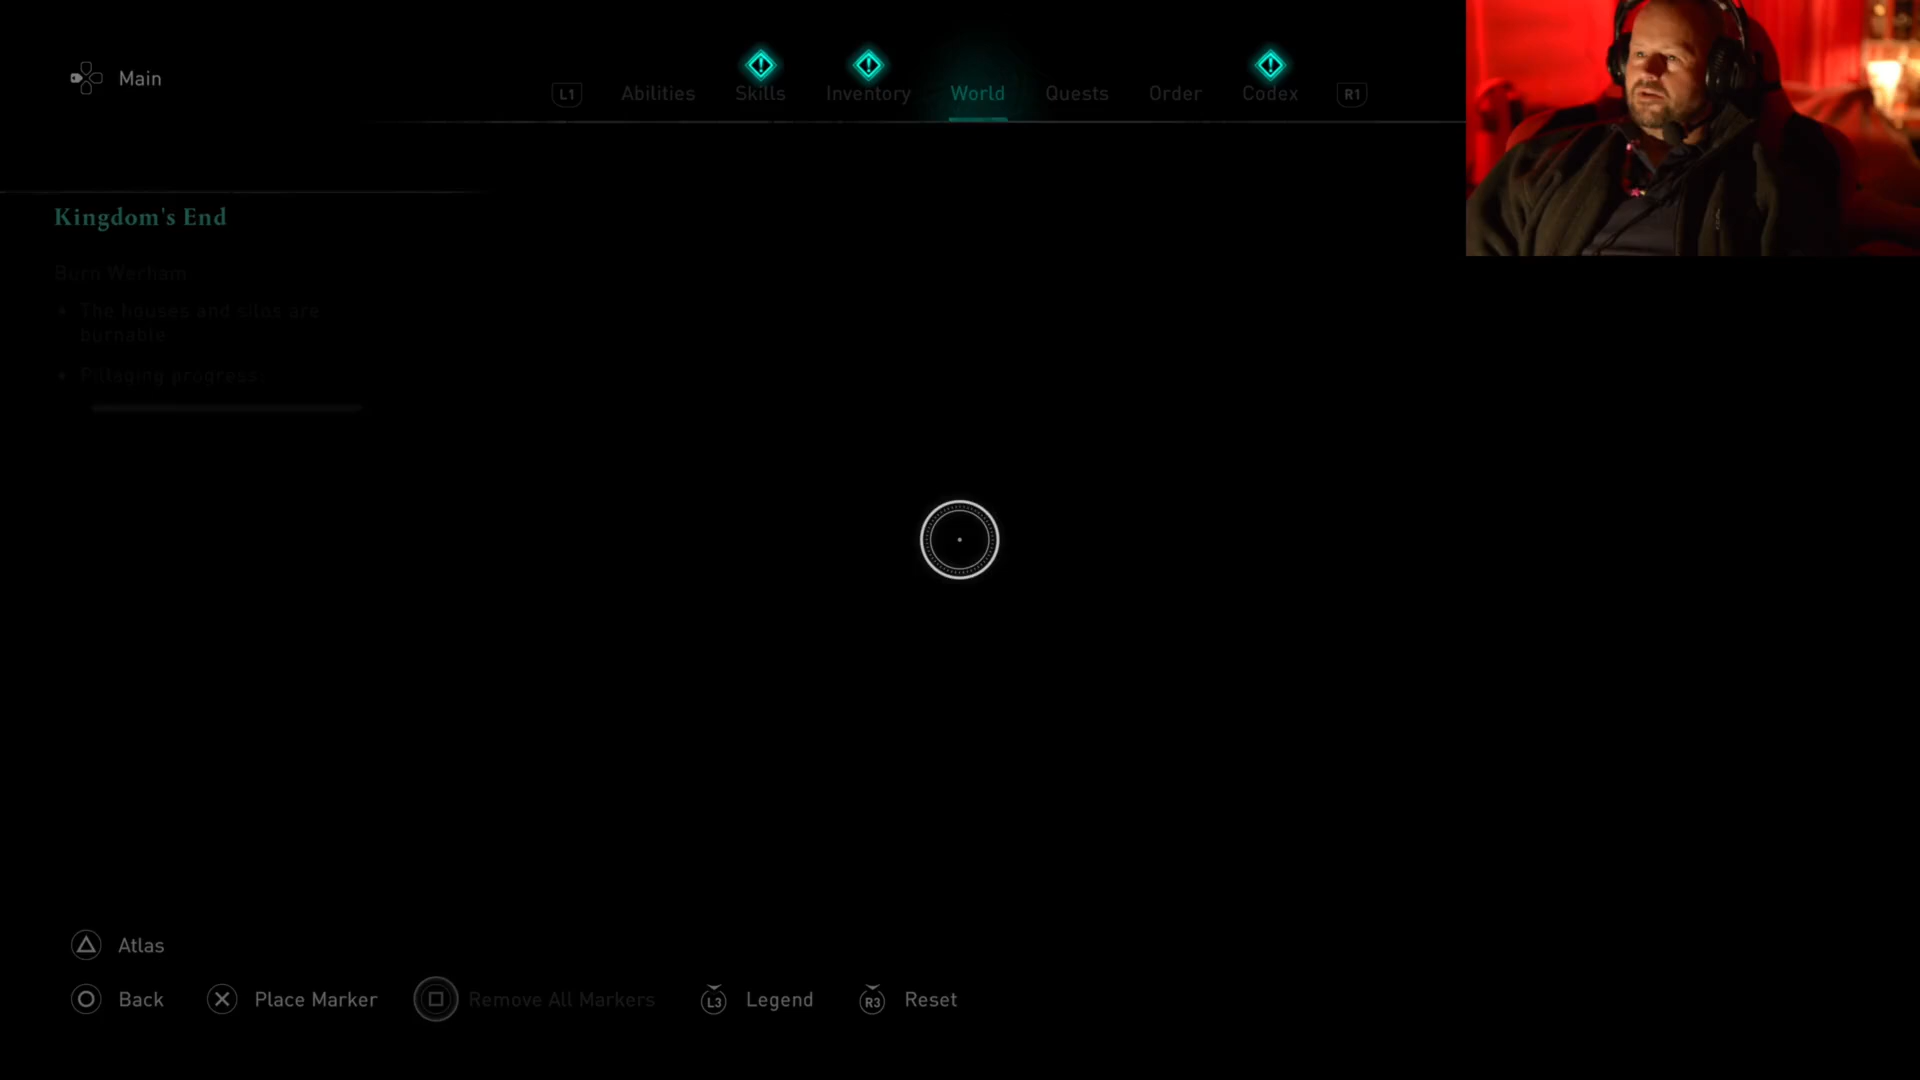 Main
L1 Abilities Skills Inventory World Quests Order Codex R1
Kingdom's End
Burn Werham
The houses and silos are
burnable
Pillaging progress:
Atlas
Back Place Marker Remove All Markers L3 Legend R3 Reset